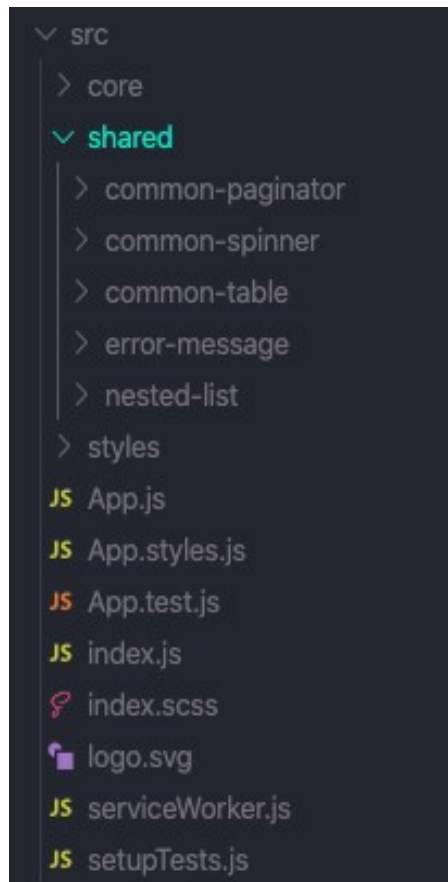 src
core
shared
common-paginator
common-spinner
common-table
error-message
nested-list
styles
JS App.js
JS App.styles.js
JS App.test.js
JS index.js
index.scss
logo.svg
JS serviceWorker.js
JS setupTests.js